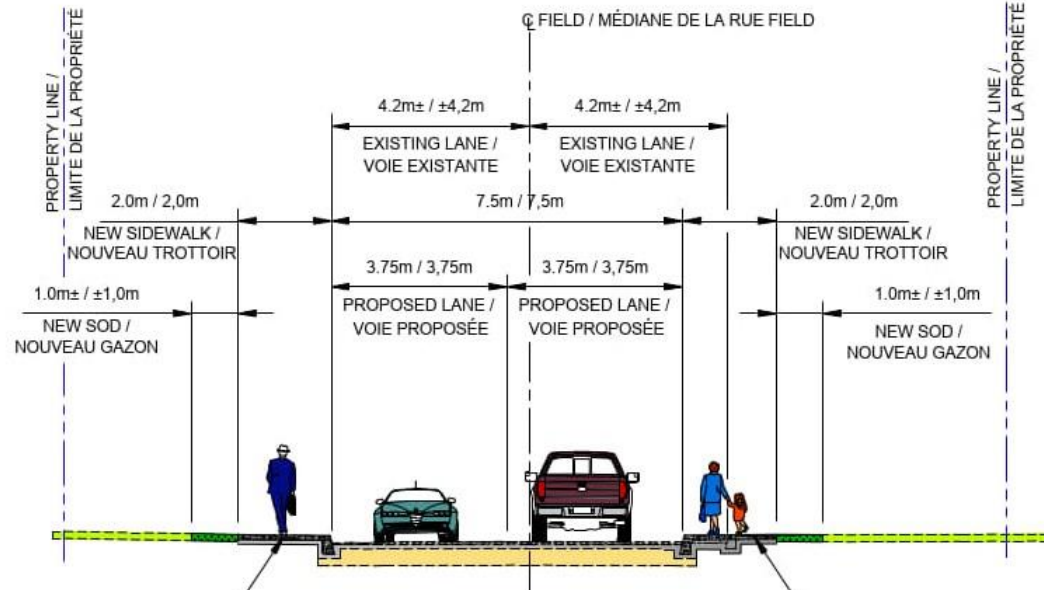 ℄ FIELD / MÉDIANE DE LA RUE FIELD
PROPERTY LINE /
LIMITE DE LA PROPRIÉTÉ
PROPERTY LINE /
LIMITE DE LA PROPRIÉTÉ
4.2m± / ±4,2m
EXISTING LANE /
VOIE EXISTANTE
4.2m± / ±4,2m
EXISTING LANE /
VOIE EXISTANTE
2.0m / 2,0m
NEW SIDEWALK /
NOUVEAU TROTTOIR
7.5m / 7,5m
2.0m / 2,0m
NEW SIDEWALK /
NOUVEAU TROTTOIR
1.0m± / ±1,0m
NEW SOD /
NOUVEAU GAZON
3.75m / 3,75m
PROPOSED LANE /
VOIE PROPOSÉE
3.75m / 3,75m
PROPOSED LANE /
VOIE PROPOSÉE
1.0m± / ±1,0m
NEW SOD /
NOUVEAU GAZON